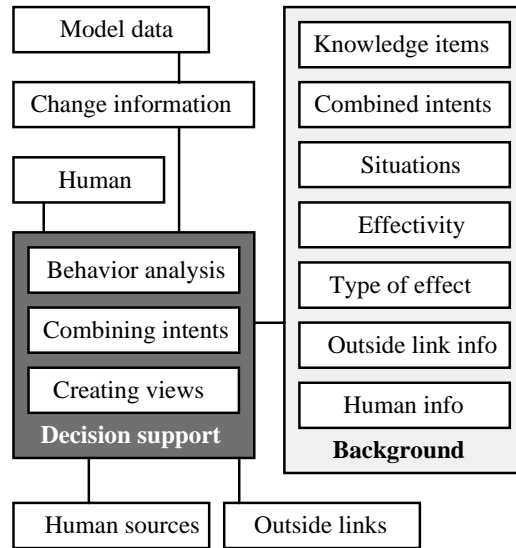 Model data
Change information
Human
Behavior analysis
Combining intents
Creating views
Decision support
Human sources
Outside links
Knowledge items
Combined intents
Situations
Effectivity
Type of effect
Outside link info
Human info
Background